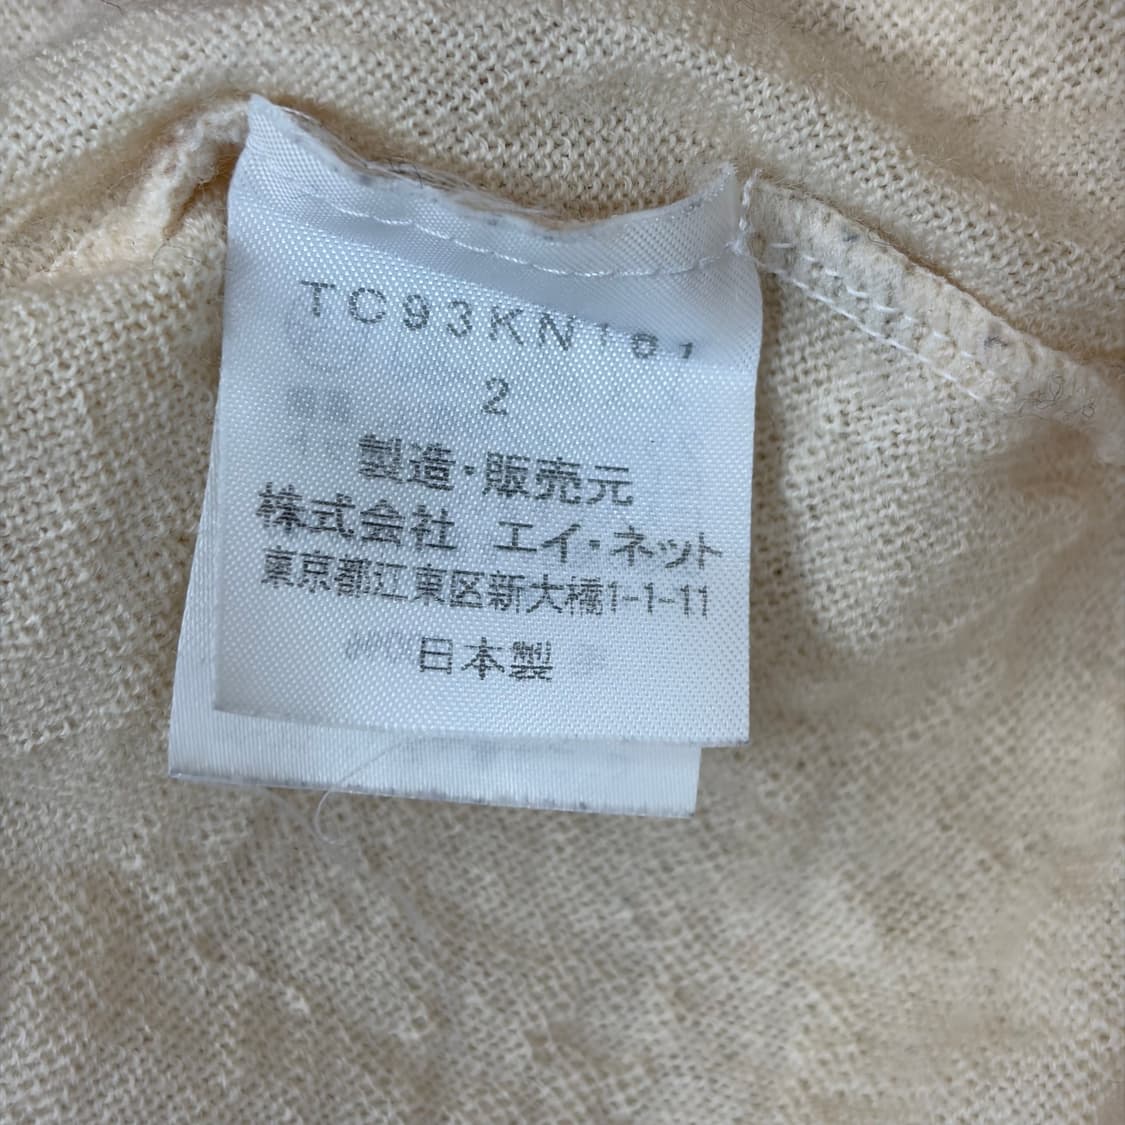 TC93KN161
2
製造・販売元
株式会社 エイ・ネット
東京都江東区新大橋1-1-11
日本製